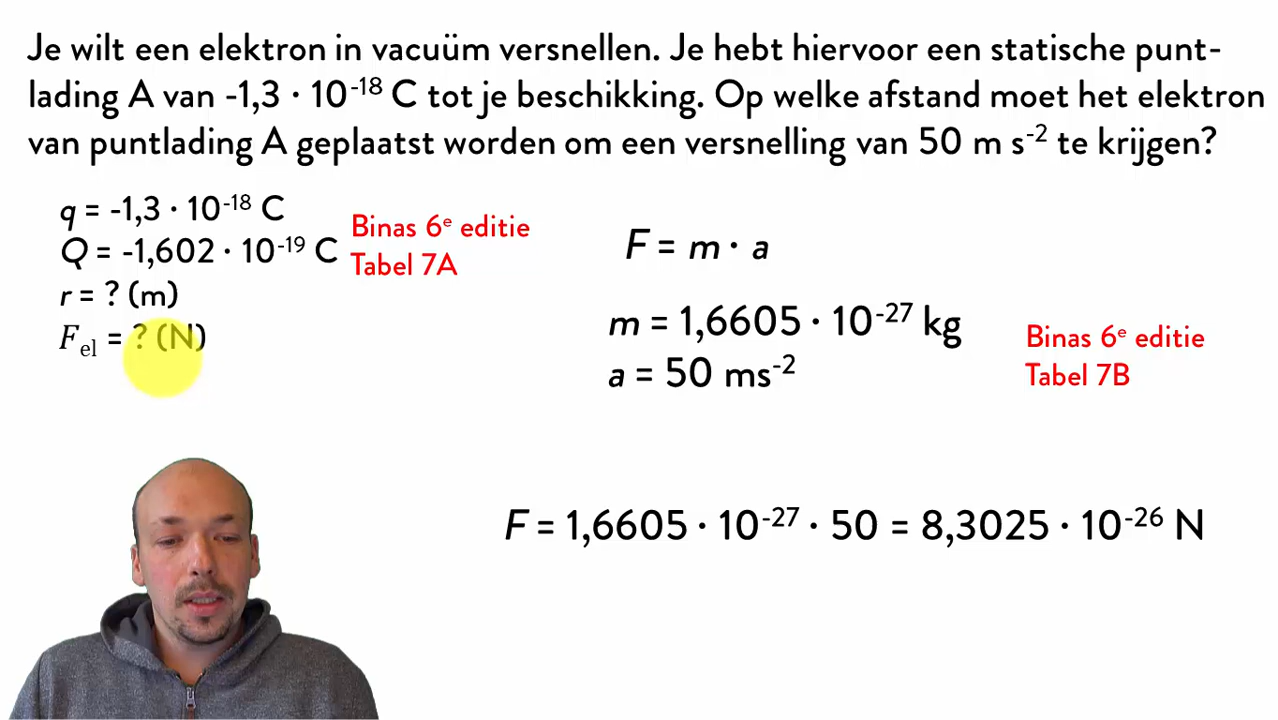 Je wilt een elektron in vacuüm versnellen. Je hebt hiervoor een statische punt-
lading A van -1,3 · 10⁻¹⁸ C tot je beschikking. Op welke afstand moet het elektron
van puntlading A geplaatst worden om een versnelling van 50 m s⁻² te krijgen?
q = -1,3 · 10⁻¹⁸ C
Q = -1,602 · 10⁻¹⁹ C
r = ? (m)
Fₑₗ = ? (N)
Binas 6ᵉ editie
Tabel 7A
F = m · a
m = 1,6605 · 10⁻²⁷ kg
a = 50 ms⁻²
Binas 6ᵉ editie
Tabel 7B
F = 1,6605 · 10⁻²⁷ · 50 = 8,3025 · 10⁻²⁶ N